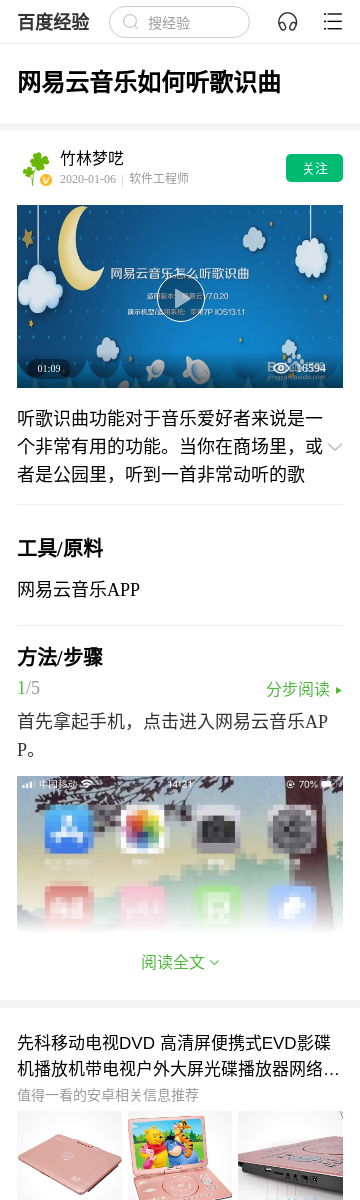 百度经验
搜经验
网易云音乐如何听歌识曲
竹林梦呓
2020-01-06 | 软件工程师
关注
网易云音乐怎么听歌识曲
适用版本：网易云V7.0.20
演示机型/适用系统：苹果7P IOS13.1.1
01:09
16594
听歌识曲功能对于音乐爱好者来说是一
个非常有用的功能。当你在商场里，或
者是公园里，听到一首非常动听的歌
工具/原料
网易云音乐APP
方法/步骤
1/5
分步阅读
首先拿起手机，点击进入网易云音乐AP
P。
中国移动 14:31 70%
阅读全文
先科移动电视DVD 高清屏便携式EVD影碟
机播放机带电视户外大屏光碟播放器网络…
值得一看的安卓相关信息推荐